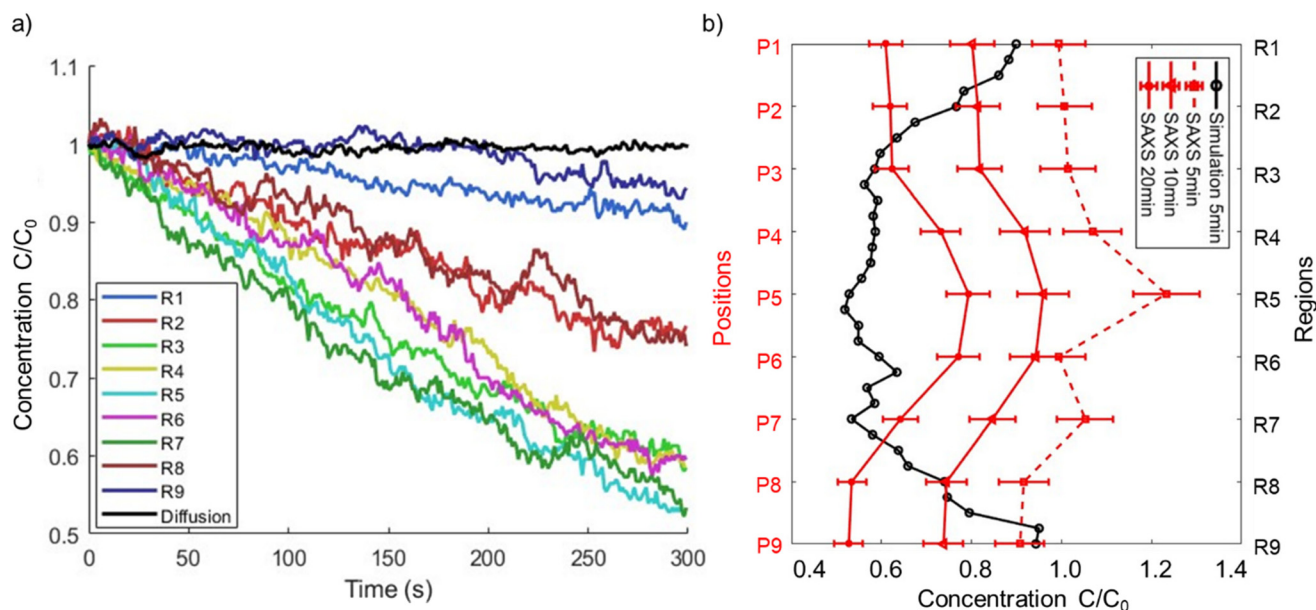 a)
1.1
1
0.9
0.8
0.7
0.6
0.5
Concentration C/C0
R1
R2
R3
R4
R5
R6
R7
R8
R9
Diffusion
0 50 100 150 200 250 300
Time (s)
b)
P1
P2
P3
P4
P5
P6
P7
P8
P9
Positions
Simulation 5min
SAXS 5min
SAXS 10min
SAXS 20min
R1
R2
R3
R4
R5
R6
R7
R8
R9
Regions
0.4 0.6 0.8 1.0 1.2 1.4
Concentration C/C0